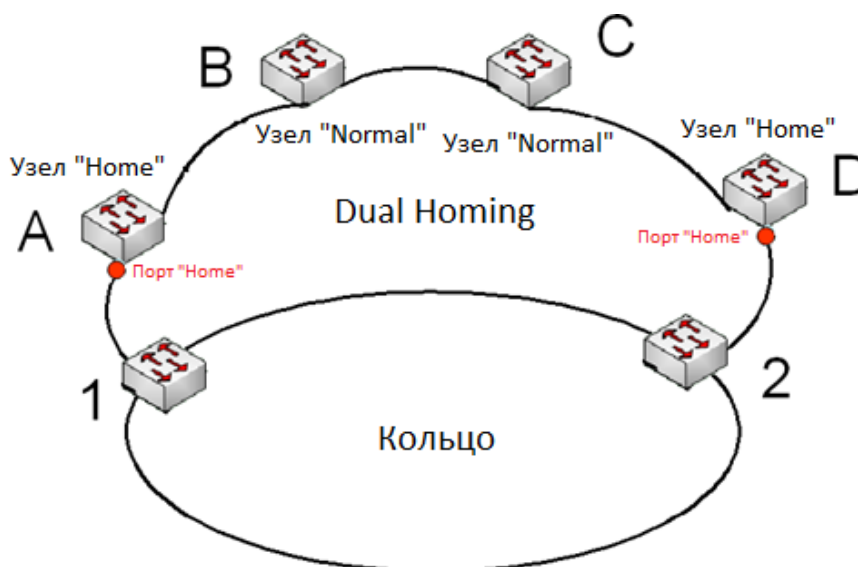 B
C
Узел "Normal"
Узел "Normal"
Узел "Home"
Узел "Home"
A
D
Dual Homing
Порт "Home"
Порт "Home"
1
2
Кольцо